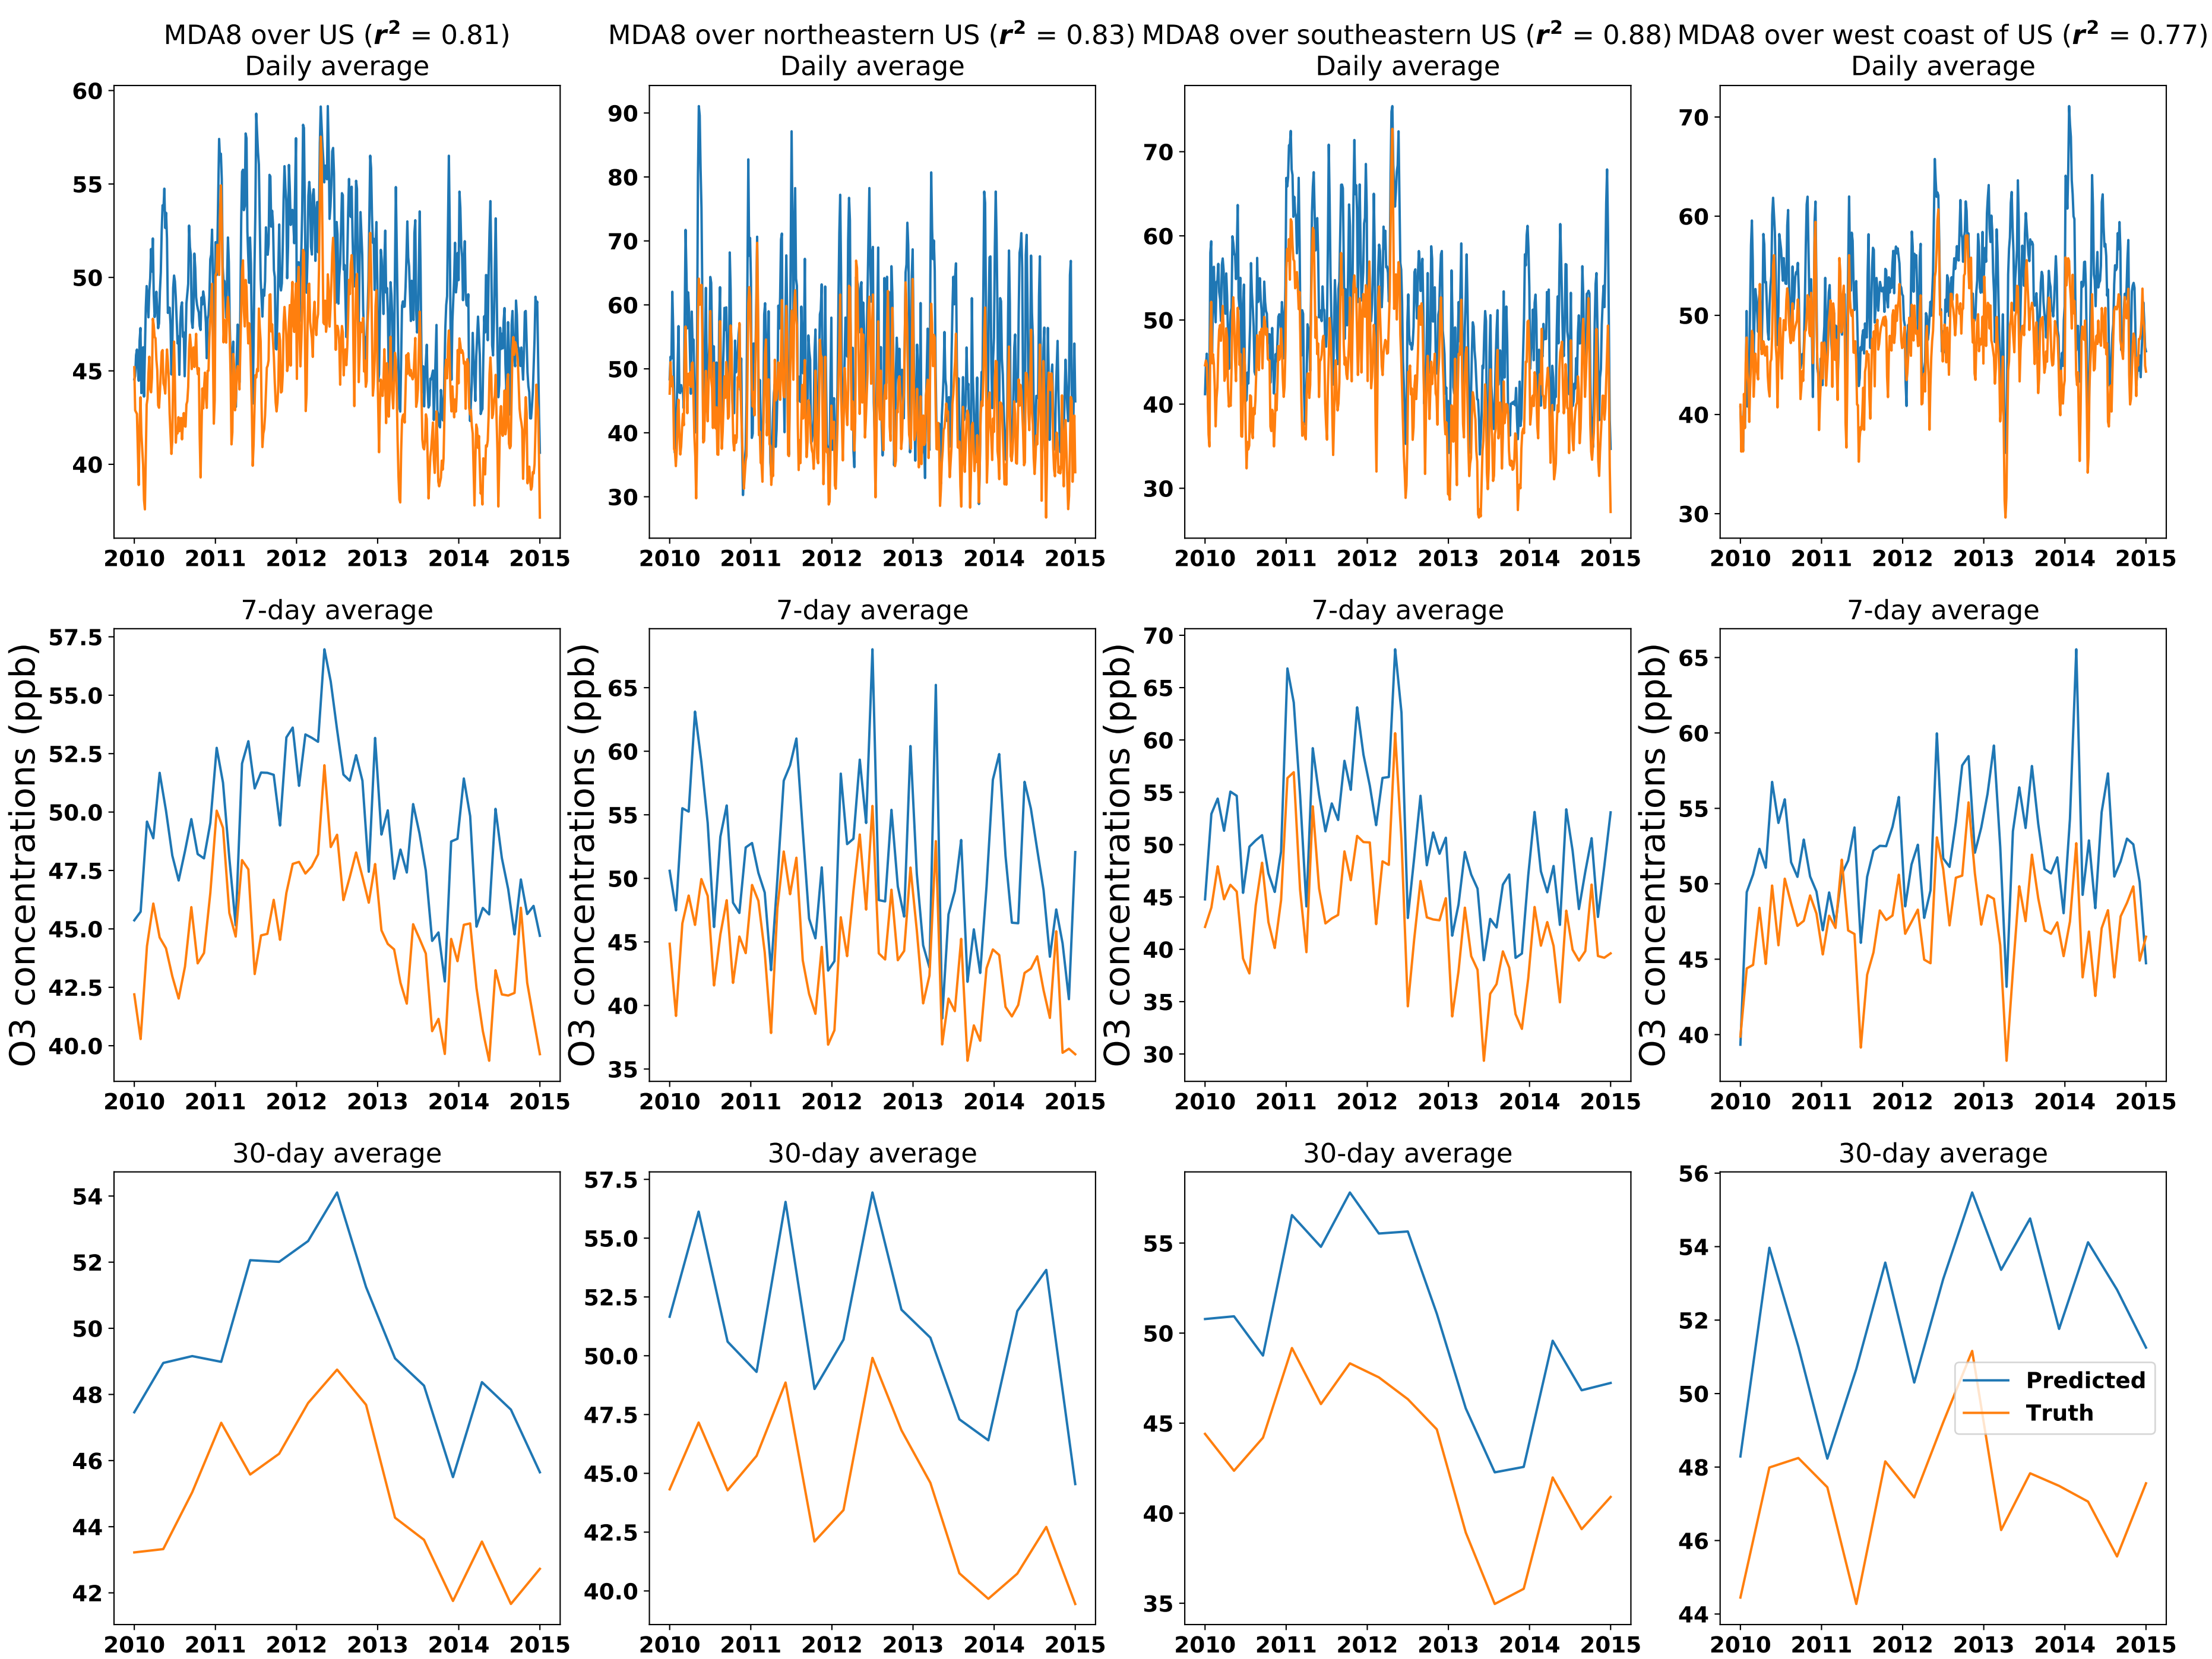 MDA8 over US (r² = 0.81)
Daily average
MDA8 over northeastern US (r² = 0.83)
Daily average
MDA8 over southeastern US (r² = 0.88)
Daily average
MDA8 over west coast of US (r² = 0.77)
Daily average
60
55
50
45
40
2010 2011 2012 2013 2014 2015
90
80
70
60
50
40
30
2010 2011 2012 2013 2014 2015
70
60
50
40
30
2010 2011 2012 2013 2014 2015
70
60
50
40
30
2010 2011 2012 2013 2014 2015
7-day average
O3 concentrations (ppb)
57.5
55.0
52.5
50.0
47.5
45.0
42.5
40.0
2010 2011 2012 2013 2014 2015
7-day average
O3 concentrations (ppb)
65
60
55
50
45
40
35
2010 2011 2012 2013 2014 2015
7-day average
O3 concentrations (ppb)
70
65
60
55
50
45
40
35
30
2010 2011 2012 2013 2014 2015
7-day average
O3 concentrations (ppb)
65
60
55
50
45
40
2010 2011 2012 2013 2014 2015
30-day average
54
52
50
48
46
44
42
2010 2011 2012 2013 2014 2015
30-day average
57.5
55.0
52.5
50.0
47.5
45.0
42.5
40.0
2010 2011 2012 2013 2014 2015
30-day average
55
50
45
40
35
2010 2011 2012 2013 2014 2015
30-day average
56
54
52
50
48
46
44
Predicted
Truth
2010 2011 2012 2013 2014 2015